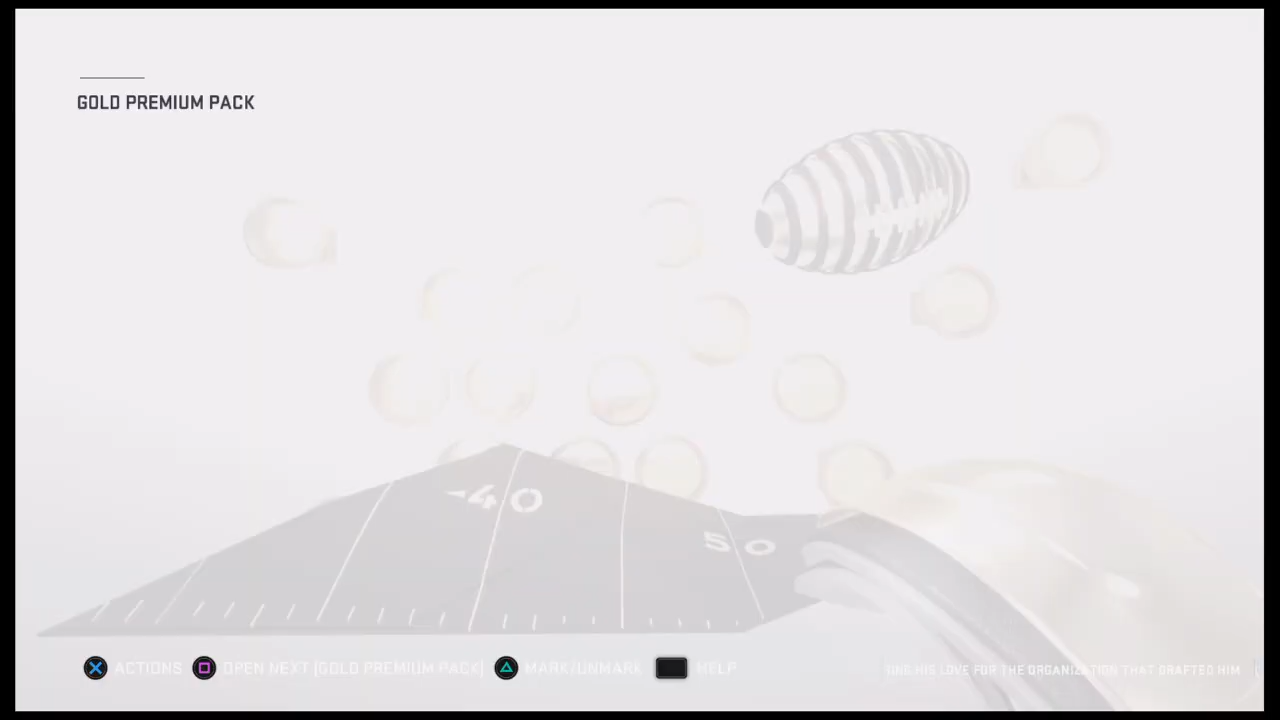 GOLD PREMIUM PACK
40
50
ACTIONS OPEN NEXT (GOLD PREMIUM PACK) MARK/UNMARK HELP
HIS LOVE FOR THE ORGANIZATION THAT DRAFTED HIM